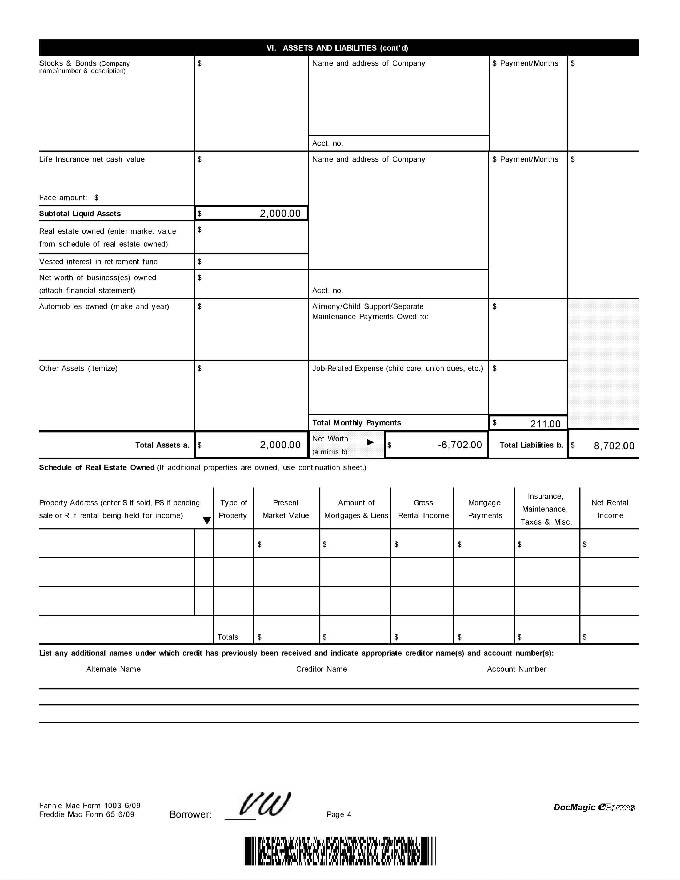 VI. ASSETS AND LIABILITIES (cont'd)
Stocks & Bonds (Company
name/number & description)
$
Name and address of Company
$ Payment/Months
$
Acct. no.
Life Insurance net cash value
$
Name and address of Company
$ Payment/Months
$
Face amount: $
Subtotal Liquid Assets
$ 2,000.00
Real estate owned (enter market value
from schedule of real estate owned)
$
Vested interest in retirement fund
$
Net worth of business(es) owned
(attach financial statement)
$
Acct. no.
Automobiles owned (make and year)
$
Alimony/Child Support/Separate
Maintenance Payments Owed to:
$
Other Assets (itemize)
$
Job-Related Expense (child care, union dues, etc.)
$
Total Monthly Payments
$ 211.00
Total Assets a.
$ 2,000.00
Net Worth
(a minus b)
$ -6,702.00
Total Liabilities b.
$ 8,702.00
Schedule of Real Estate Owned (If additional properties are owned, use continuation sheet.)
Property Address (enter S if sold, PS if pending
sale or R if rental being held for income)
Type of
Property
Present
Market Value
Amount of
Mortgages & Liens
Gross
Rental Income
Mortgage
Payments
Insurance,
Maintenance,
Taxes & Misc.
Net Rental
Income
$ $ $ $ $ $
Totals $ $ $ $ $ $
List any additional names under which credit has previously been received and indicate appropriate creditor name(s) and account number(s):
Alternate Name Creditor Name Account Number
Fannie Mae Form 1003 6/09
Freddie Mac Form 65 6/09
Borrower: VW
Page 4
DocMagic